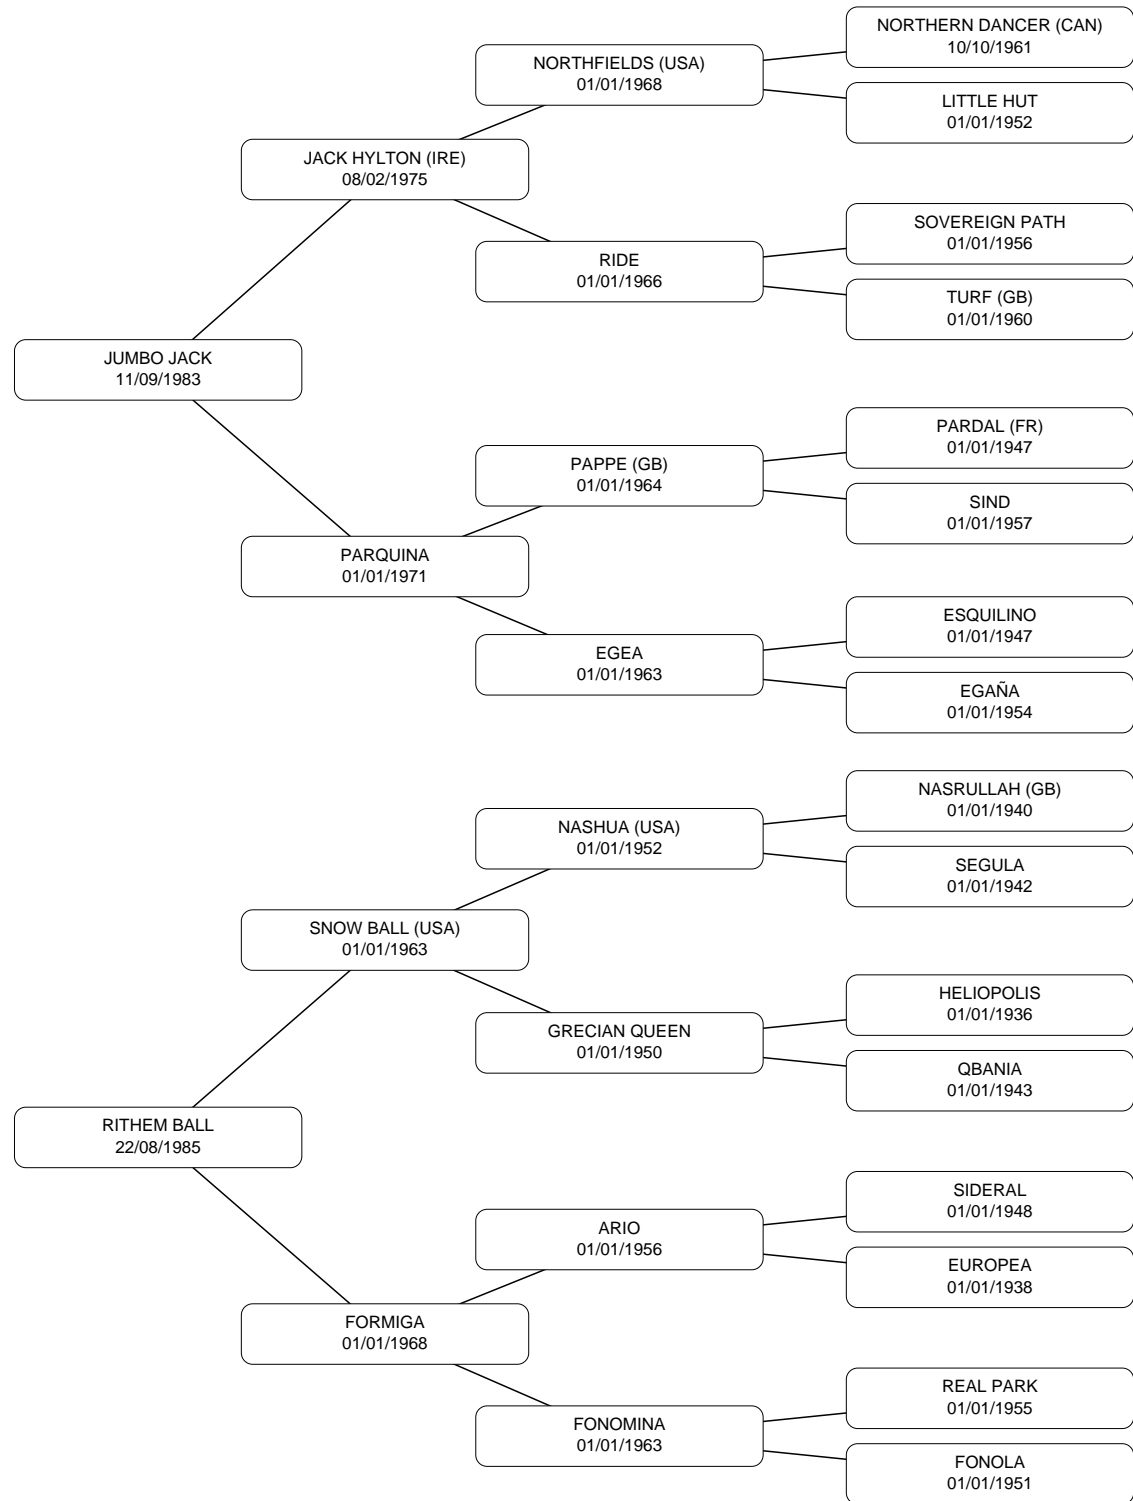 NORTHERN DANCER (CAN)
10/10/1961
NORTHFIELDS (USA)
01/01/1968
LITTLE HUT
01/01/1952
JACK HYLTON (IRE)
08/02/1975
SOVEREIGN PATH
01/01/1956
RIDE
01/01/1966
TURF (GB)
01/01/1960
JUMBO JACK
11/09/1983
PARDAL (FR)
01/01/1947
PAPPE (GB)
01/01/1964
SIND
01/01/1957
PARQUINA
01/01/1971
ESQUILINO
01/01/1947
EGEA
01/01/1963
EGAÑA
01/01/1954
NASRULLAH (GB)
01/01/1940
NASHUA (USA)
01/01/1952
SEGULA
01/01/1942
SNOW BALL (USA)
01/01/1963
HELIOPOLIS
01/01/1936
GRECIAN QUEEN
01/01/1950
QBANIA
01/01/1943
RITHEM BALL
22/08/1985
SIDERAL
01/01/1948
ARIO
01/01/1956
EUROPEA
01/01/1938
FORMIGA
01/01/1968
REAL PARK
01/01/1955
FONOMINA
01/01/1963
FONOLA
01/01/1951